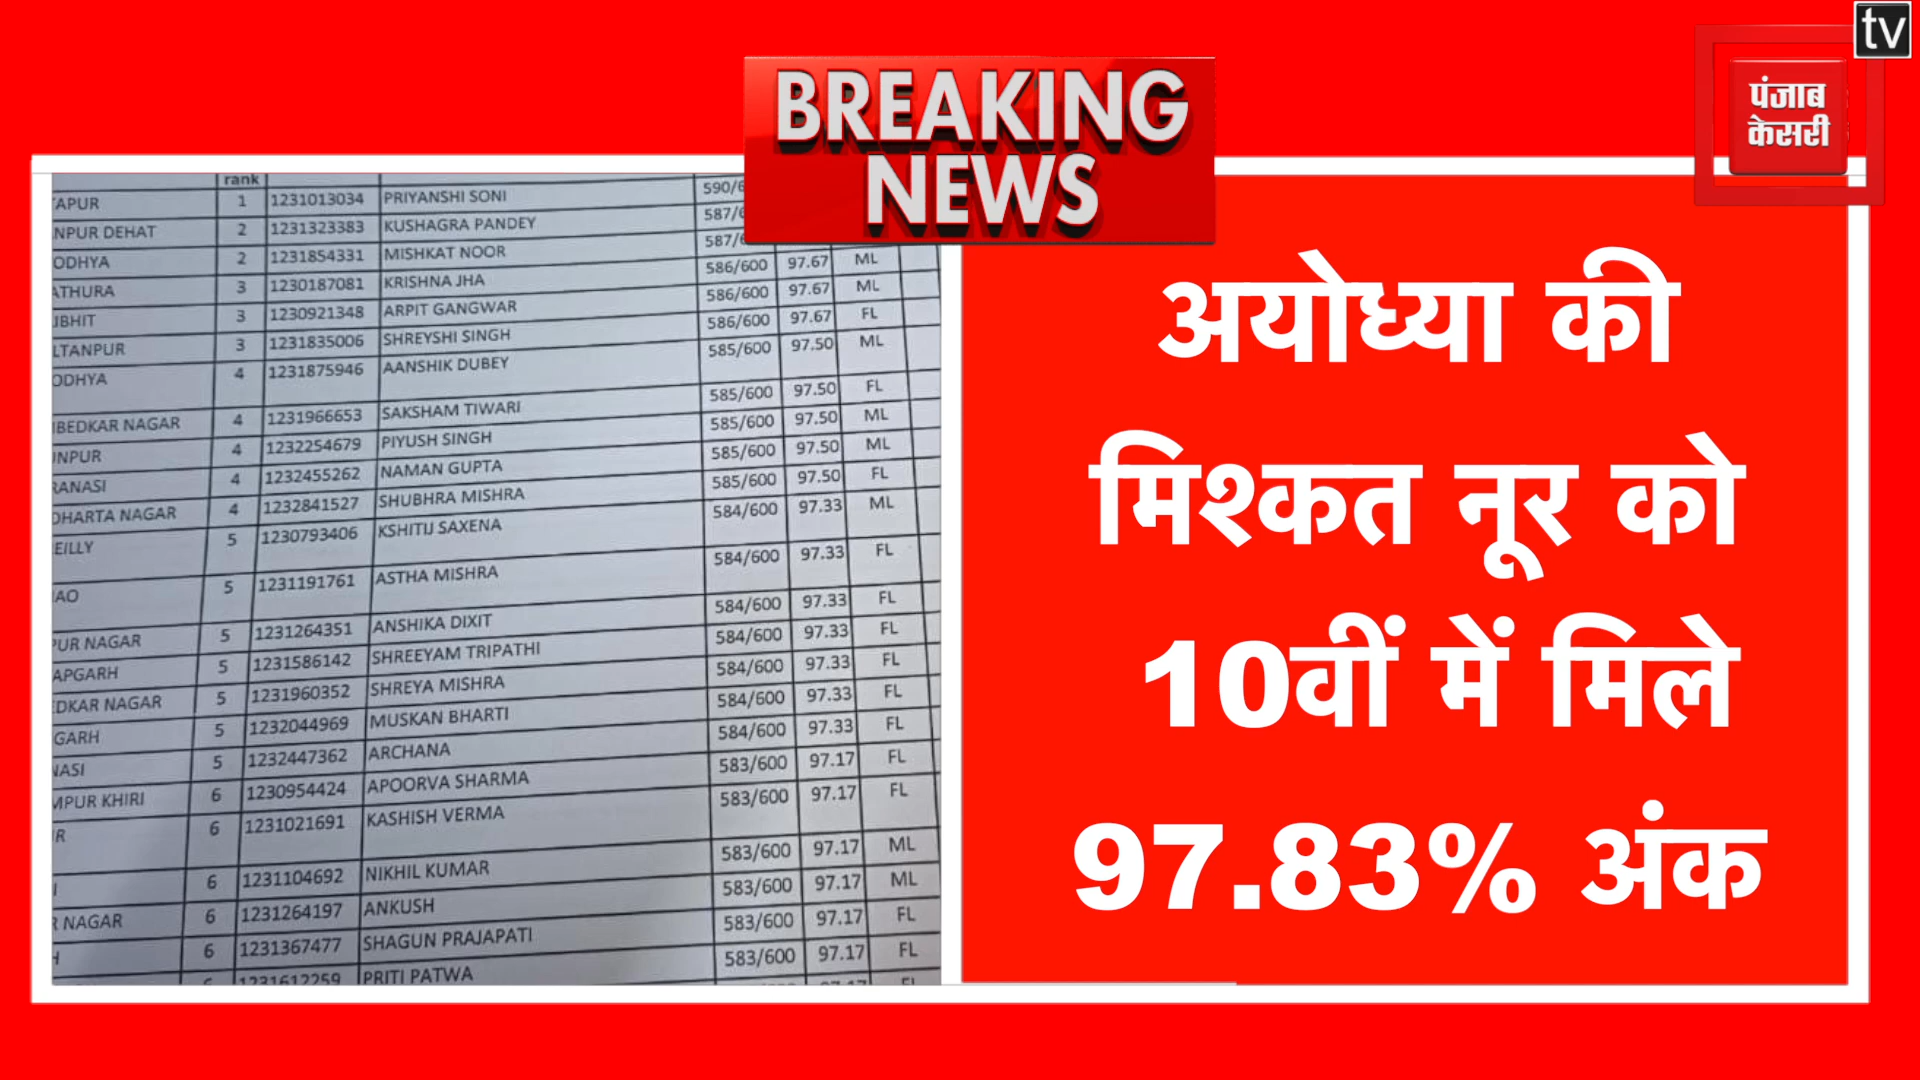 tv
पंजाब
केसरी
BREAKING
NEWS
rank
1 1231013034 PRIYANSHI SONI
NPUR DEHAT 2 1231323383 KUSHAGRA PANDEY
ODHYA 2 1231854331 MISHKAT NOOR
ATHURA 3 1230187081 KRISHNA JHA 586/600 97.67 ML
3 1230921348 ARPIT GANGWAR 586/600 97.67 ML
LTANPUR 3 1231835006 SHREYSHI SINGH 586/600 97.67 FL
ODHYA 4 1231875946 AANSHIK DUBEY 585/600 97.50 ML
BEDKAR NAGAR 4 1231966653 SAKSHAM TIWARI 585/600 97.50 FL
NPUR 4 1232254679 PIYUSH SINGH 585/600 97.50 ML
RANASI 4 1232455262 NAMAN GUPTA 585/600 97.50 ML
DHARTA NAGAR 4 1232841527 SHUBHRA MISHRA 585/600 97.50 FL
EILLY 5 1230793406 KSHITIJ SAXENA 584/600 97.33 ML
AO 5 1231191761 ASTHA MISHRA 584/600 97.33 FL
PUR NAGAR 5 1231264351 ANSHIKA DIXIT 584/600 97.33 FL
APGARH 5 1231586142 SHREEYAM TRIPATHI 584/600 97.33 FL
DKAR NAGAR 5 1231960352 SHREYA MISHRA 584/600 97.33 FL
GARH 5 1232044969 MUSKAN BHARTI 584/600 97.33 FL
NASI 5 1232447362 ARCHANA 584/600 97.33 FL
MPUR KHIRI 6 1230954424 APOORVA SHARMA 583/600 97.17 FL
R 6 1231021691 KASHISH VERMA 583/600 97.17 FL
6 1231104692 NIKHIL KUMAR 583/600 97.17 ML
R NAGAR 6 1231264197 ANKUSH 583/600 97.17 ML
6 1231367477 SHAGUN PRAJAPATI 583/600 97.17 FL
1231612259 PRITI PATWA 583/600 97.17 FL
अयोध्या की
मिश्कत नूर को
10वीं में मिले
97.83% अंक